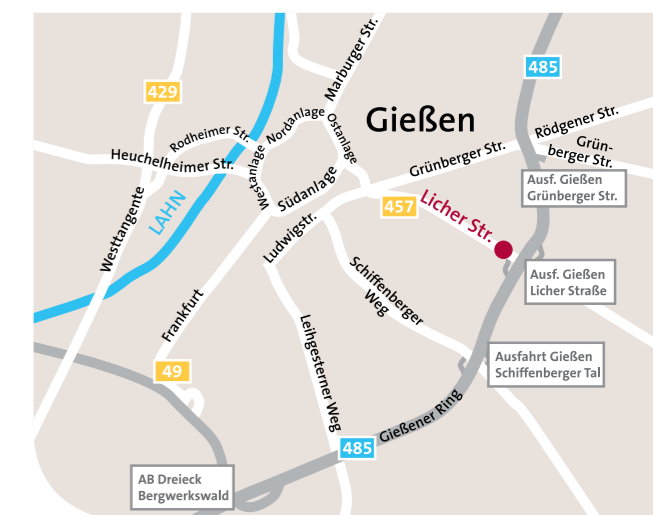 485
429
Marburger Str.
Gießen
Rödgener Str.
Rodheimer Str.
Nordanlage
Ostanlage
Grün-
berger Str.
Heuchelheimer Str.
Westanlage
Grünberger Str.
Südanlage
Ausf. Gießen
Grünberger Str.
LAHN
457
Licher Str.
Westtangente
Ludwigstr.
Ausf. Gießen
Licher Straße
Schiffenberger
Weg
Frankfurt
Leihgesterner Weg
Ausfahrt Gießen
Schiffenberger Tal
49
Gießener Ring
485
AB Dreieck
Bergwerkswald